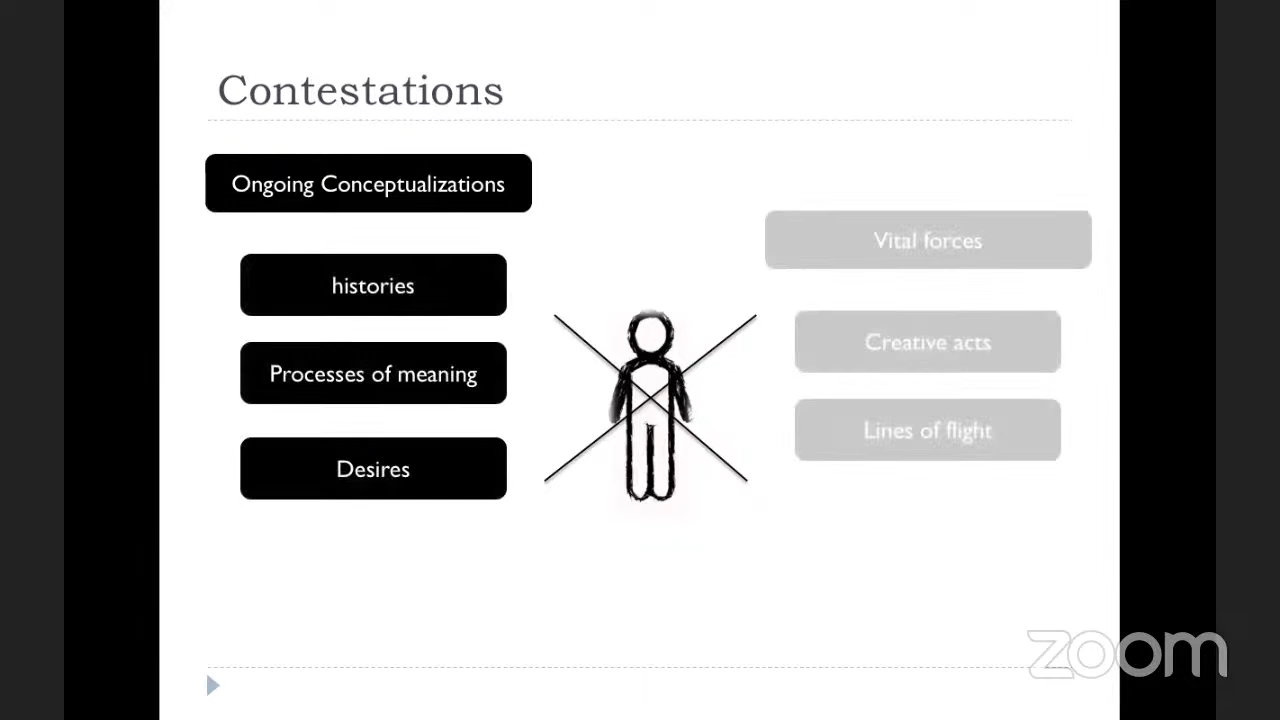 Contestations
Ongoing Conceptualizations
histories
Processes of meaning
Desires
Vital forces
Creative acts
Lines of flight
zoom